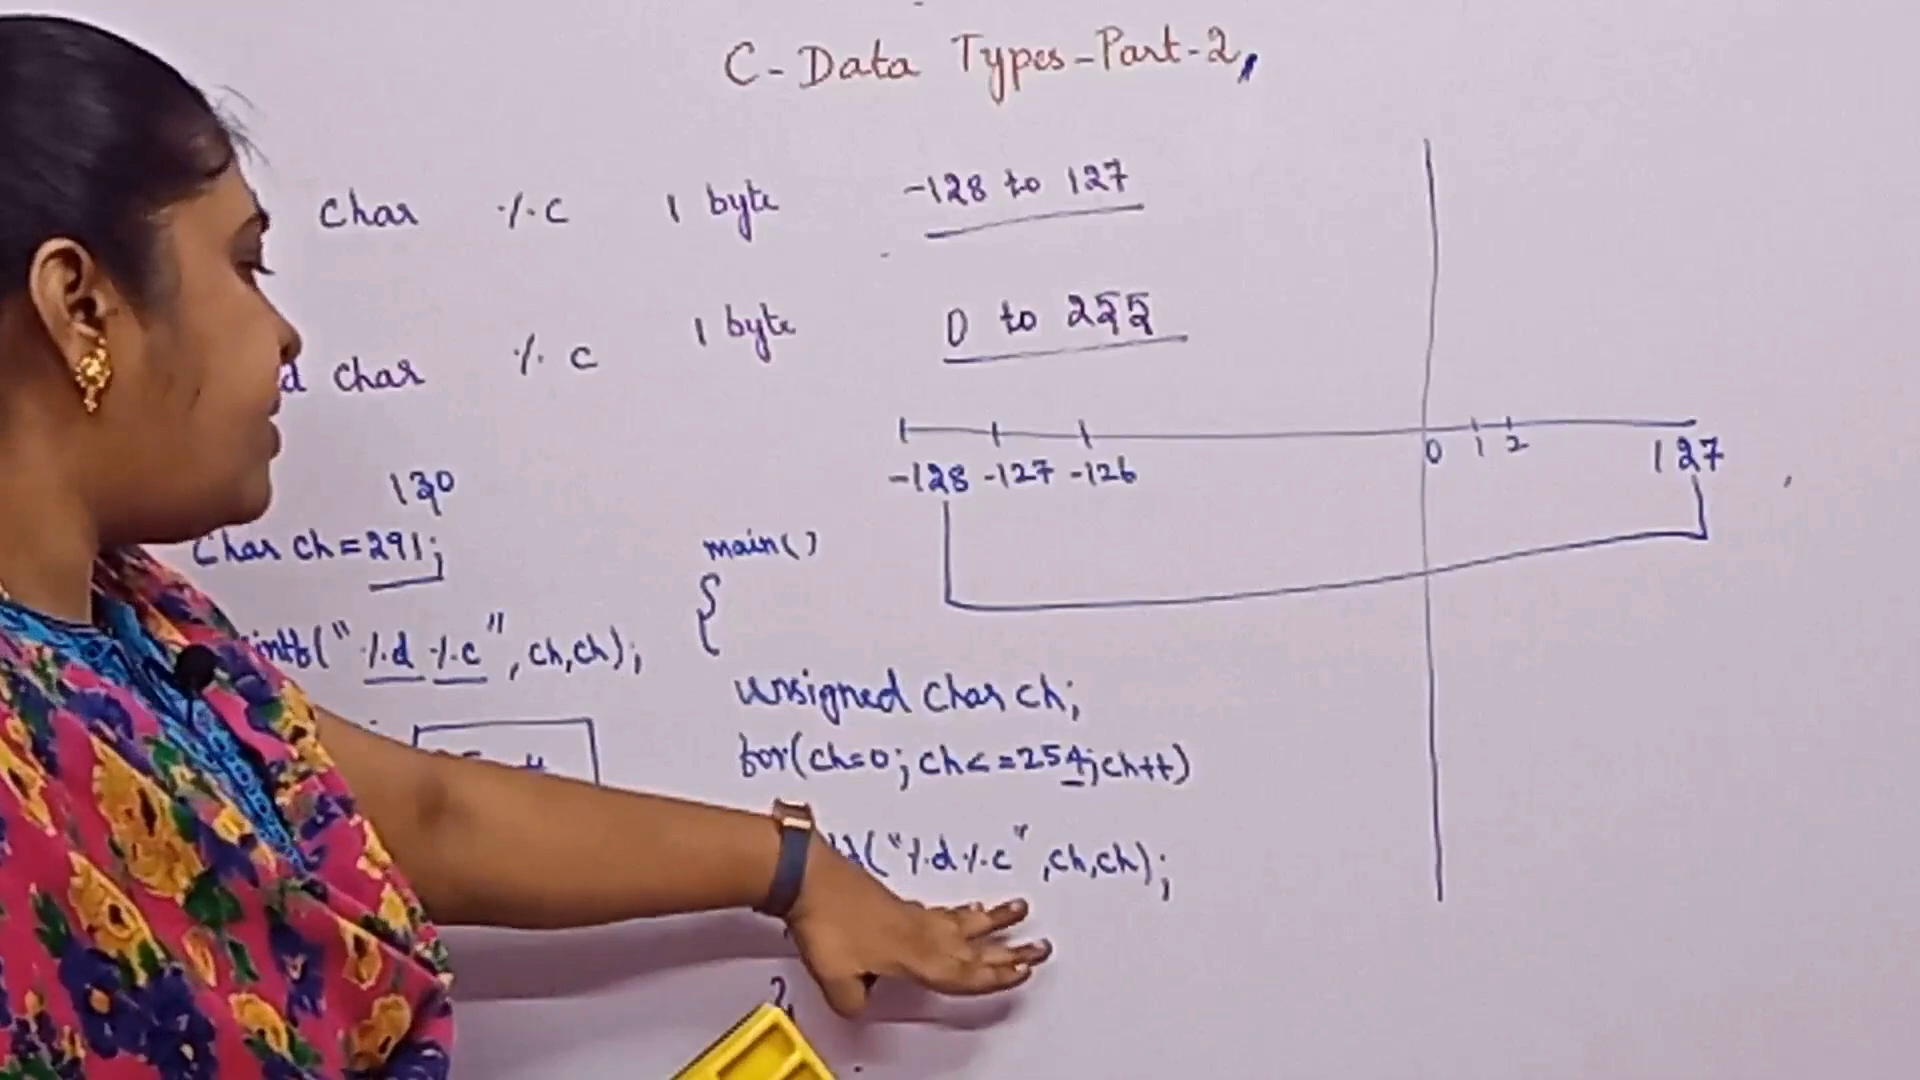 C - Data Types - Part - 2,
char %c 1 byte -128 to 127
d char %c 1 byte 0 to 255
-128 -127 -126 0 1 2 127
130
char ch = 291;
intf("%d %c", ch,ch);
main()
{
unsigned char ch;
for(ch=0; ch<=254; ch++)
("%d%c", ch,ch);